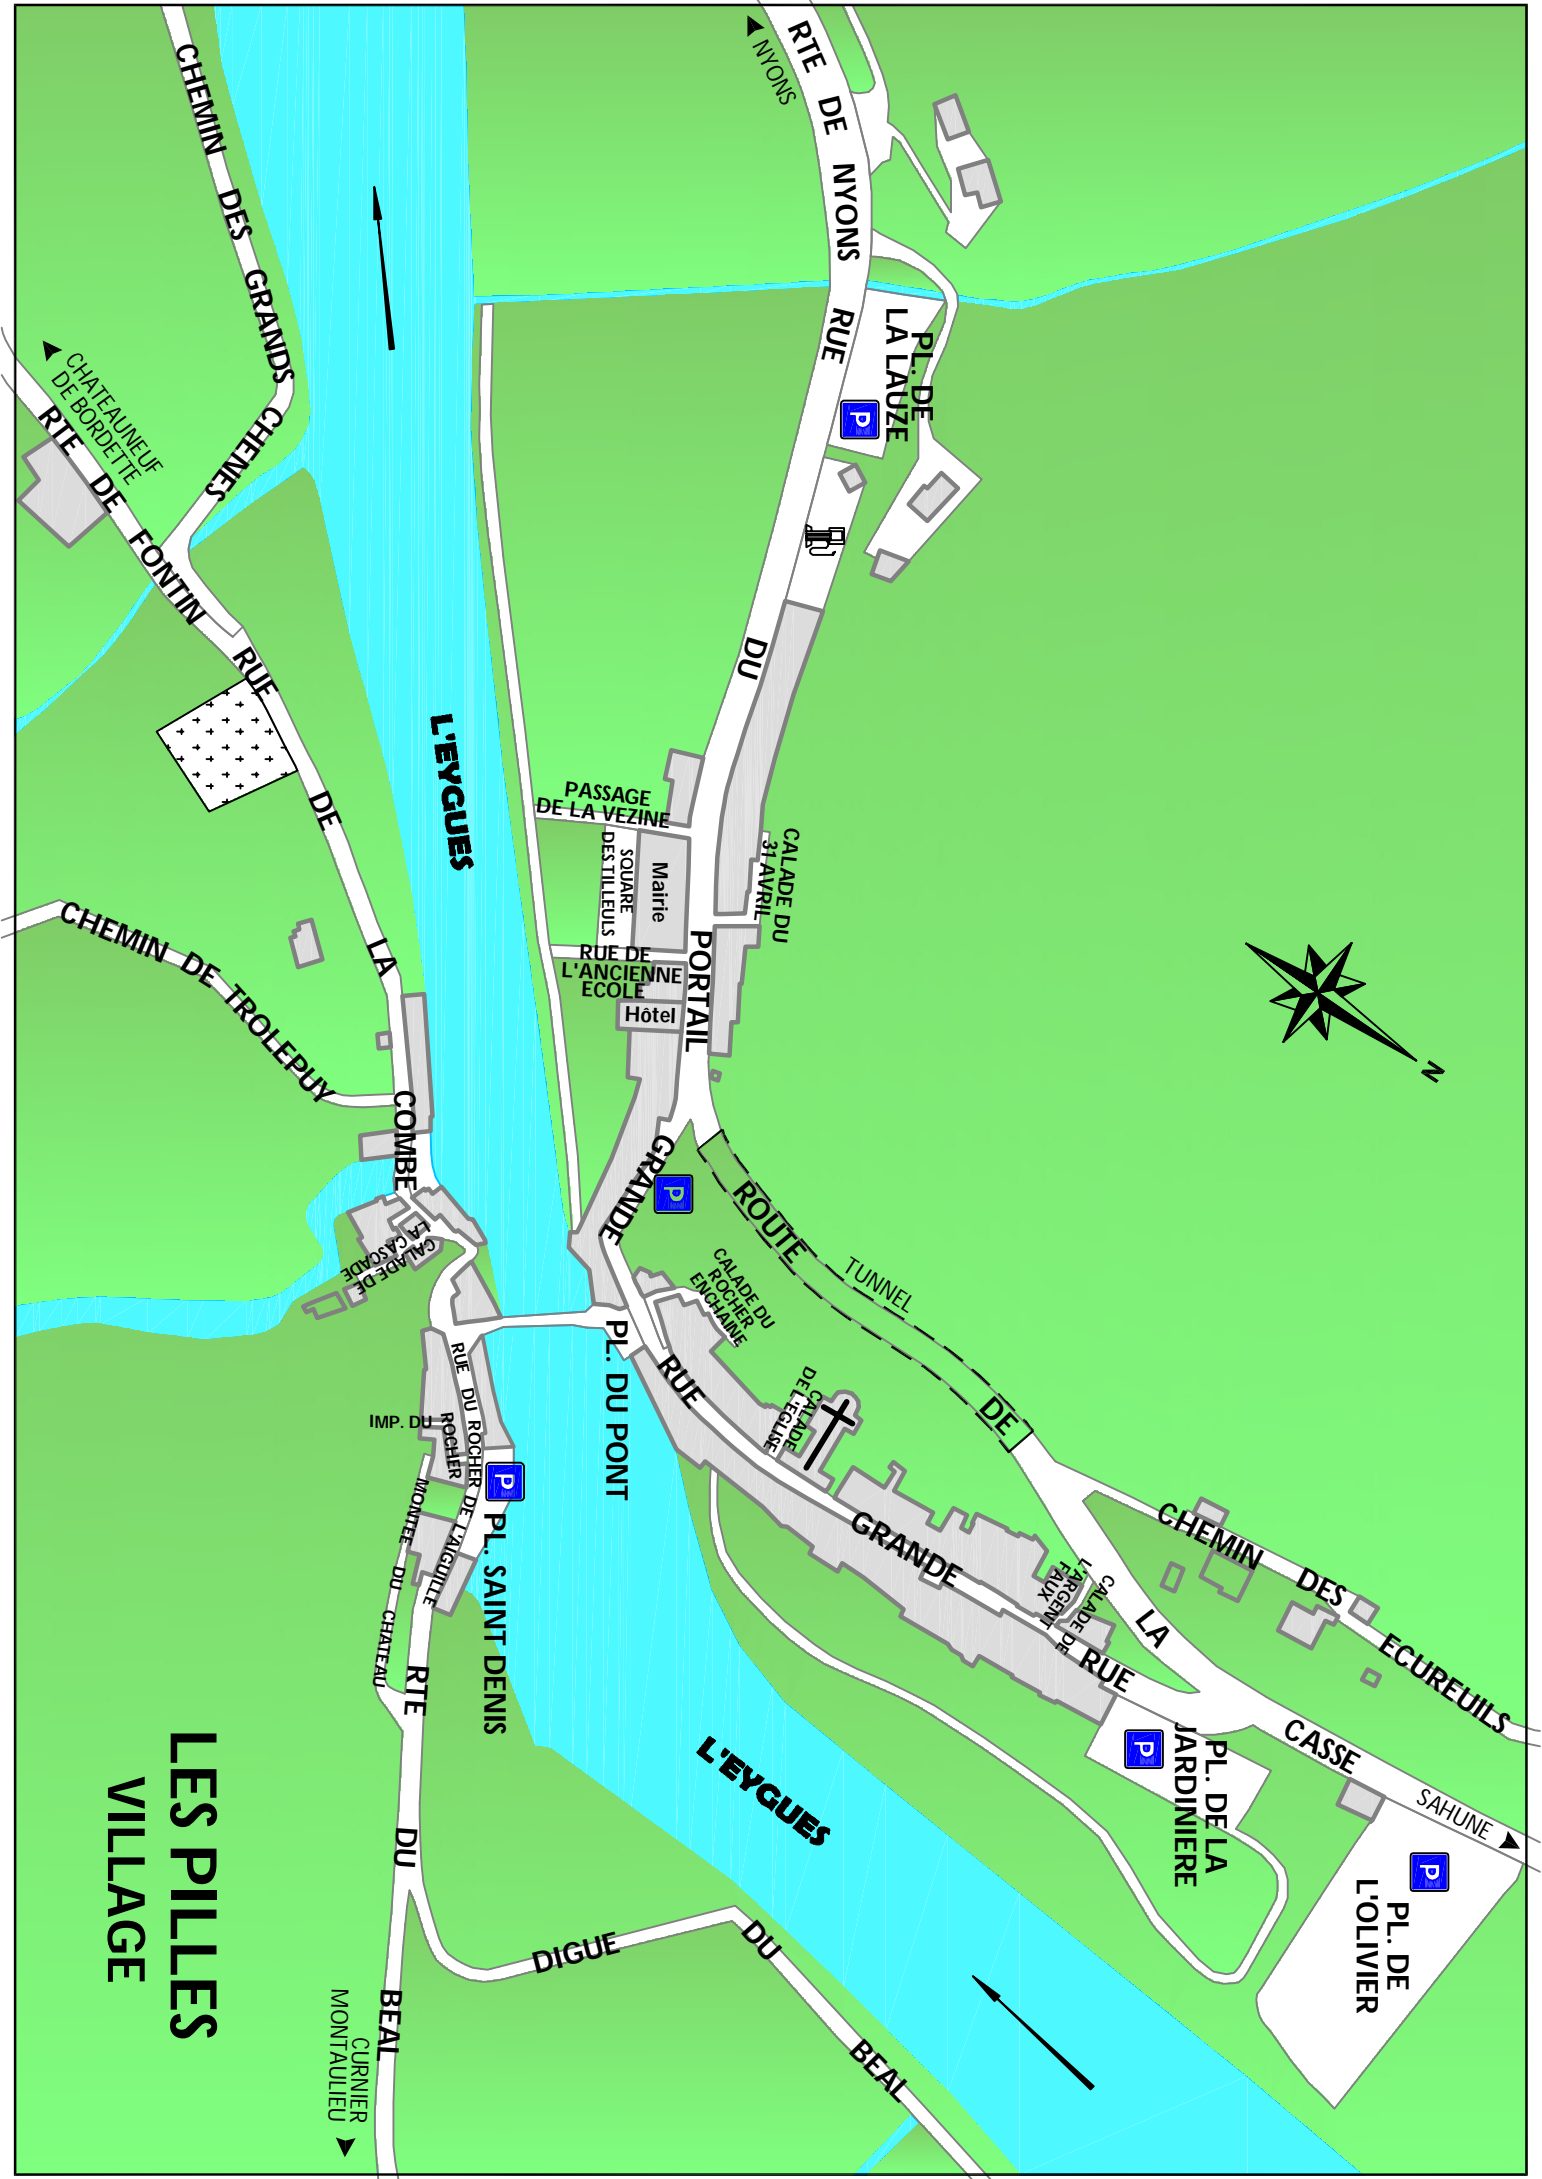 LES PILLES
VILLAGE
RTE DE NYONS
NYONS
PL. DE
LA LAUZE
P
RUE DU PORTAIL
CHEMIN DES GRANDS CHENES
CHATEAUNEUF
DE BORDETTE
RTE DE FONTIN
RUE DE LA COMBE
L'EYGUES
PASSAGE
DE LA VEZINE
SQUARE
DES TILLEULS
Mairie
CALADE DU
31 AVRIL
RUE DE
L'ANCIENNE
ECOLE
Hôtel
CHEMIN DE TROLEPUY
N
GRANDE RUE
P
ROUTE DE LA CASSE
TUNNEL
CALADE DE
LA CASCADE
CALADE DU
ROCHER
ENCHAINE
PL. DU PONT
CALADE
DE L'EGLISE
RUE DU ROCHER DE L'AIGUILLE
IMP. DU
ROCHER
P
PL. SAINT DENIS
MONTEE DU CHATEAU
GRANDE RUE
CALADE DE
L'ARGENT
FAUX
CHEMIN DES ECUREUILS
SAHUNE
P
PL. DE LA
JARDINIERE
P
PL. DE
L'OLIVIER
L'EYGUES
RTE DU BEAL
DIGUE DU BEAL
CURNIER
MONTAULIEU